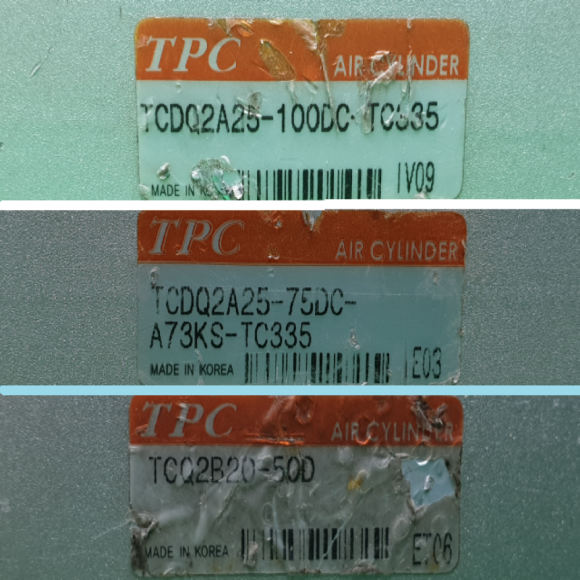 TPC
AIR CYLINDER
TCDQ2A25-100DC-TC335
MADE IN KOREA
IV09
TPC
AIR CYLINDER
TCDQ2A25-75DC-
A73KS-TC335
MADE IN KOREA
IE03
TPC
AIR CYLINDER
TCQ2B20-50D
MADE IN KOREA
ET06